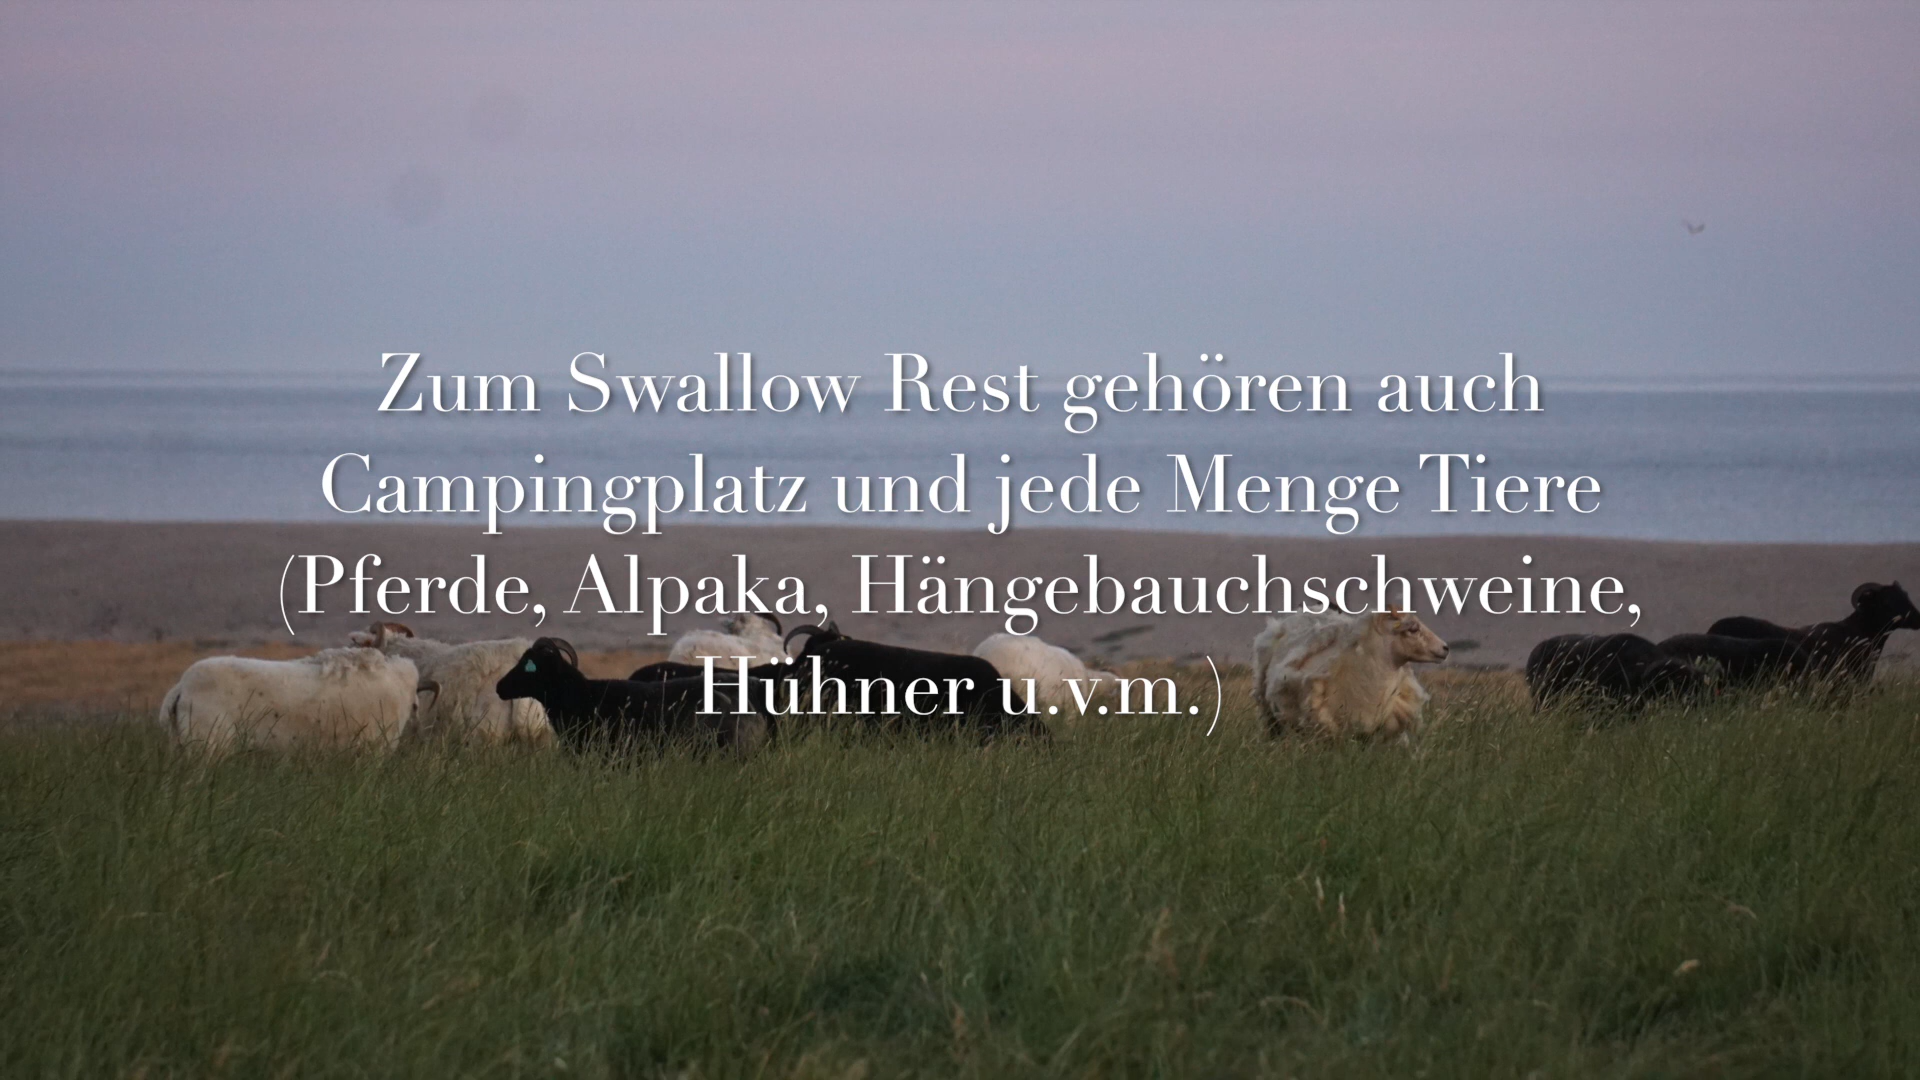 Zum Swallow Rest gehören auch
Campingplatz und jede Menge Tiere
(Pferde, Alpaka, Hängebauchschweine,
Hühner u.v.m.)